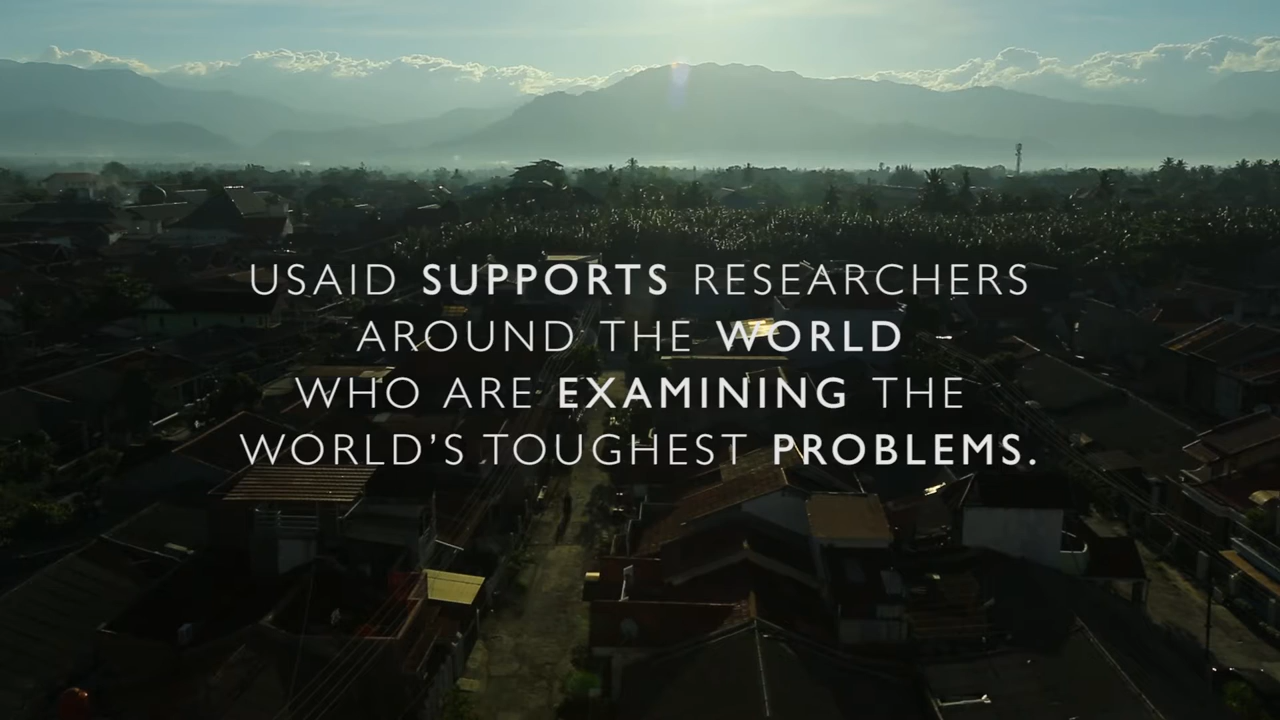 USAID SUPPORTS RESEARCHERS
AROUND THE WORLD
WHO ARE EXAMINING THE
WORLD’S TOUGHEST PROBLEMS.